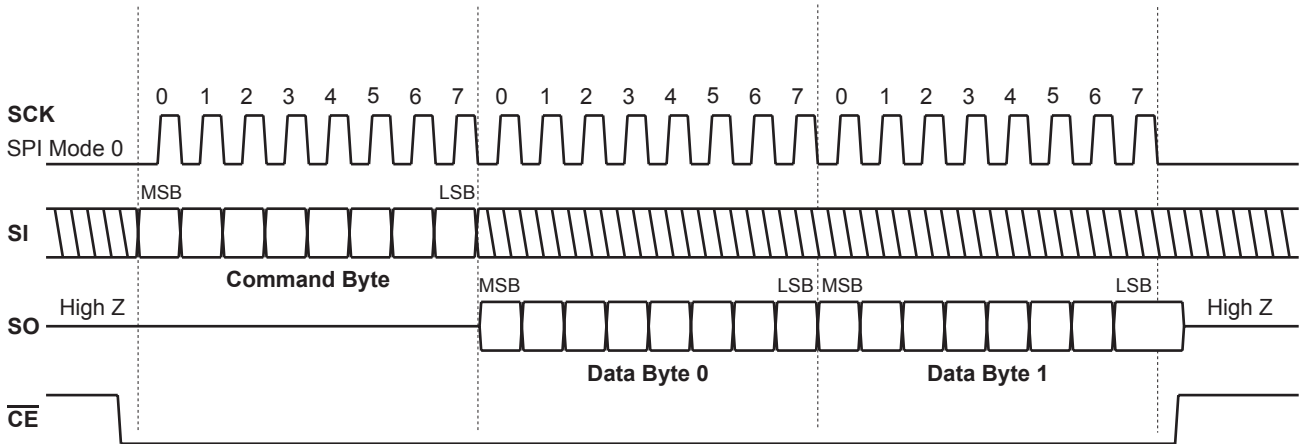 0 1 2 3 4 5 6 7 0 1 2 3 4 5 6 7 0 1 2 3 4 5 6 7
SCK
SPI Mode 0
MSB LSB
SI
Command Byte
MSB LSB MSB LSB
High Z High Z
SO
Data Byte 0 Data Byte 1
CE